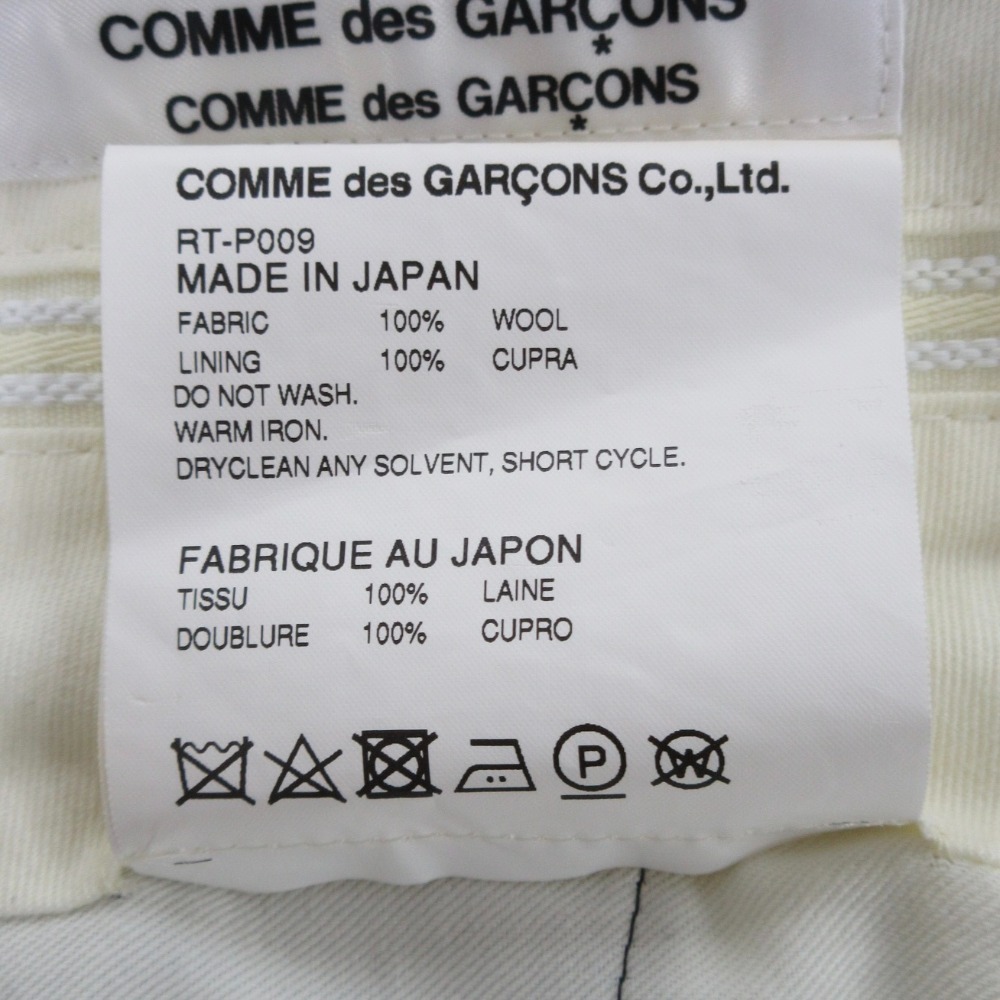 COMME des GARÇONS
*
COMME des GARÇONS
*
COMME des GARÇONS Co.,Ltd.
RT-P009
MADE IN JAPAN
FABRIC 100% WOOL
LINING 100% CUPRA
DO NOT WASH.
WARM IRON.
DRYCLEAN ANY SOLVENT, SHORT CYCLE.
FABRIQUE AU JAPON
TISSU 100% LAINE
DOUBLURE 100% CUPRO
P W